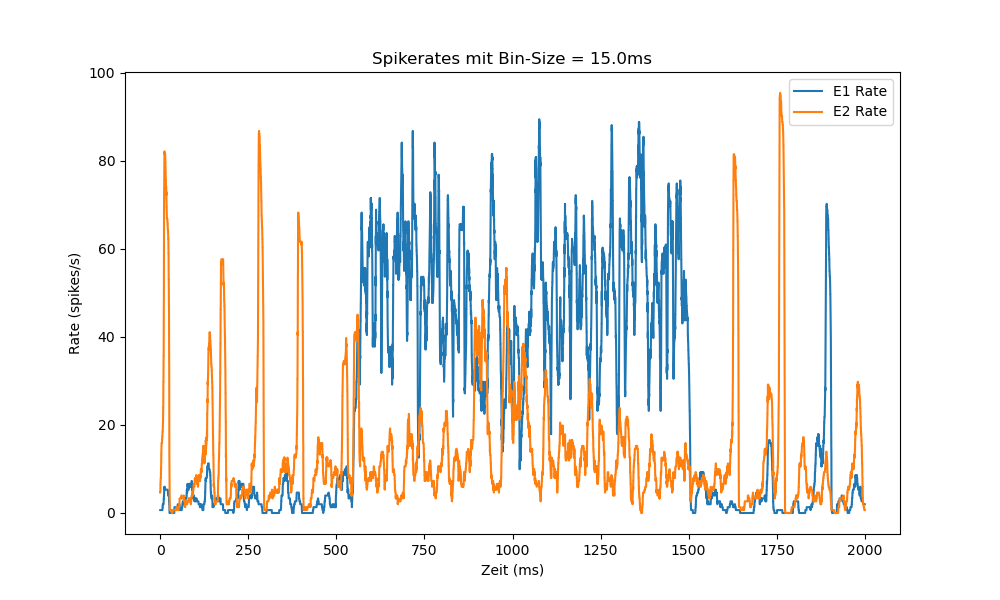 Spikerates mit Bin-Size = 15.0ms
E1 Rate
E2 Rate
100
80
60
40
20
0
Rate (spikes/s)
0 250 500 750 1000 1250 1500 1750 2000
Zeit (ms)